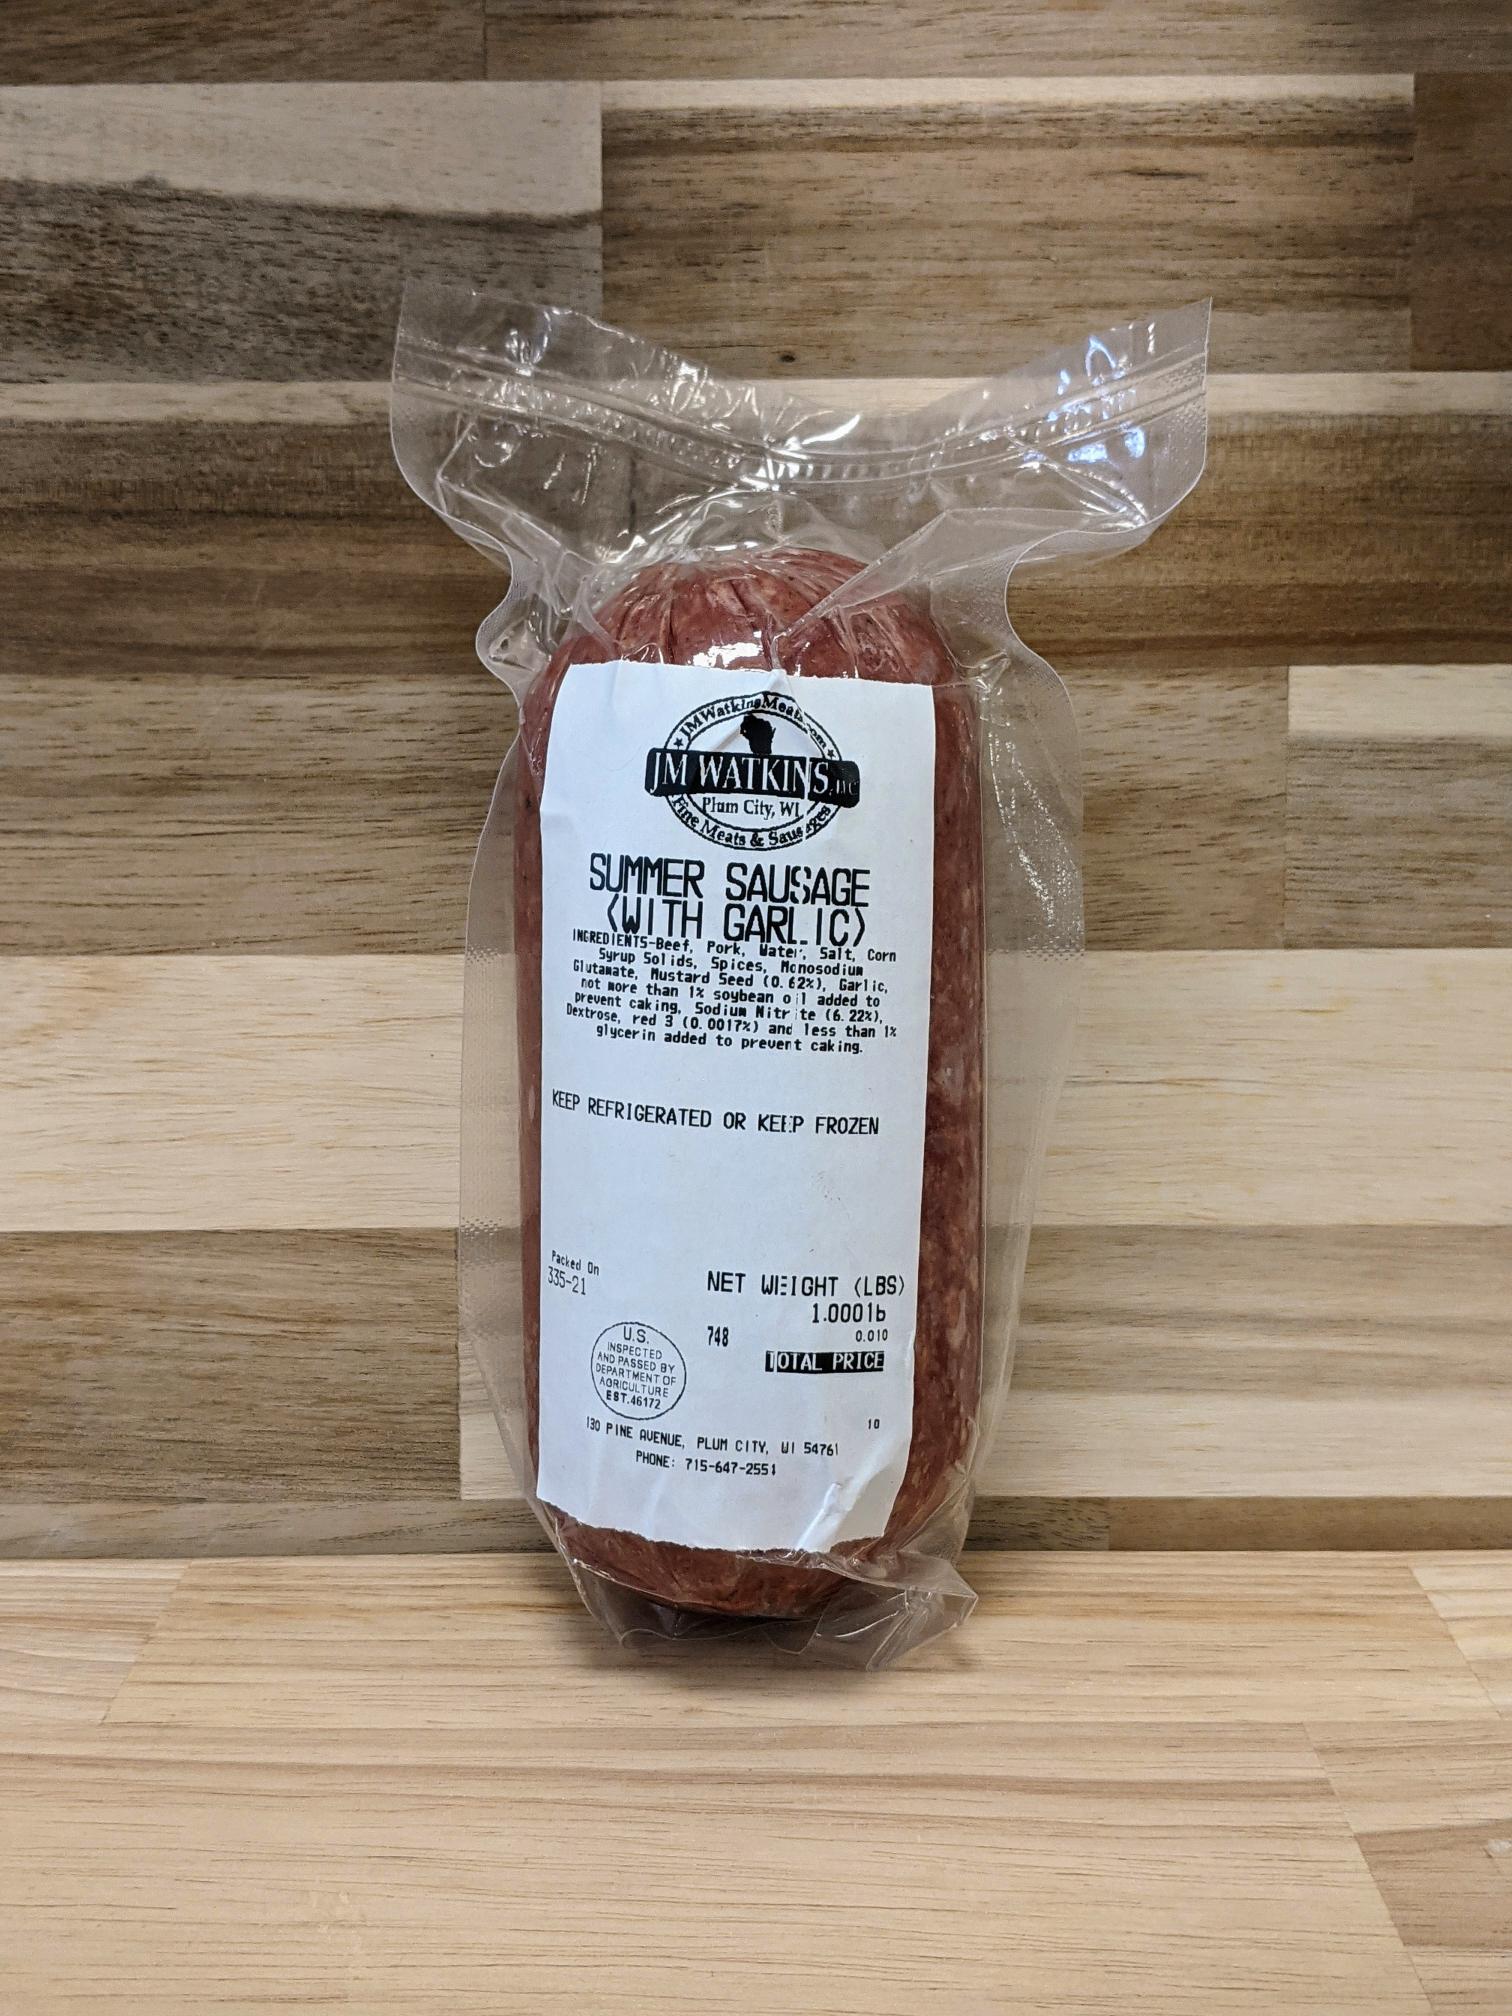 JMWatkinsMeats.com
JM WATKINS, LLC
Plum City, WI
Fine Meats & Sausages
SUMMER SAUSAGE
(WITH GARLIC)
INGREDIENTS-Beef, Pork, Water, Salt, Corn
Syrup Solids, Spices, Monosodium
Glutamate, Mustard Seed (0.62%), Garlic,
not more than 1% soybean oil added to
prevent caking, Sodium Nitrite (6.22%),
Dextrose, red 3 (0.0017%) and less than 1%
glycerin added to prevent caking.
KEEP REFRIGERATED OR KEEP FROZEN
Packed On
335-21
NET WEIGHT (LBS)
1.000lb
748
0.010
TOTAL PRICE
U.S.
INSPECTED
AND PASSED BY
DEPARTMENT OF
AGRICULTURE
EST.46172
10
130 PINE AVENUE, PLUM CITY, WI 54761
PHONE: 715-647-2551